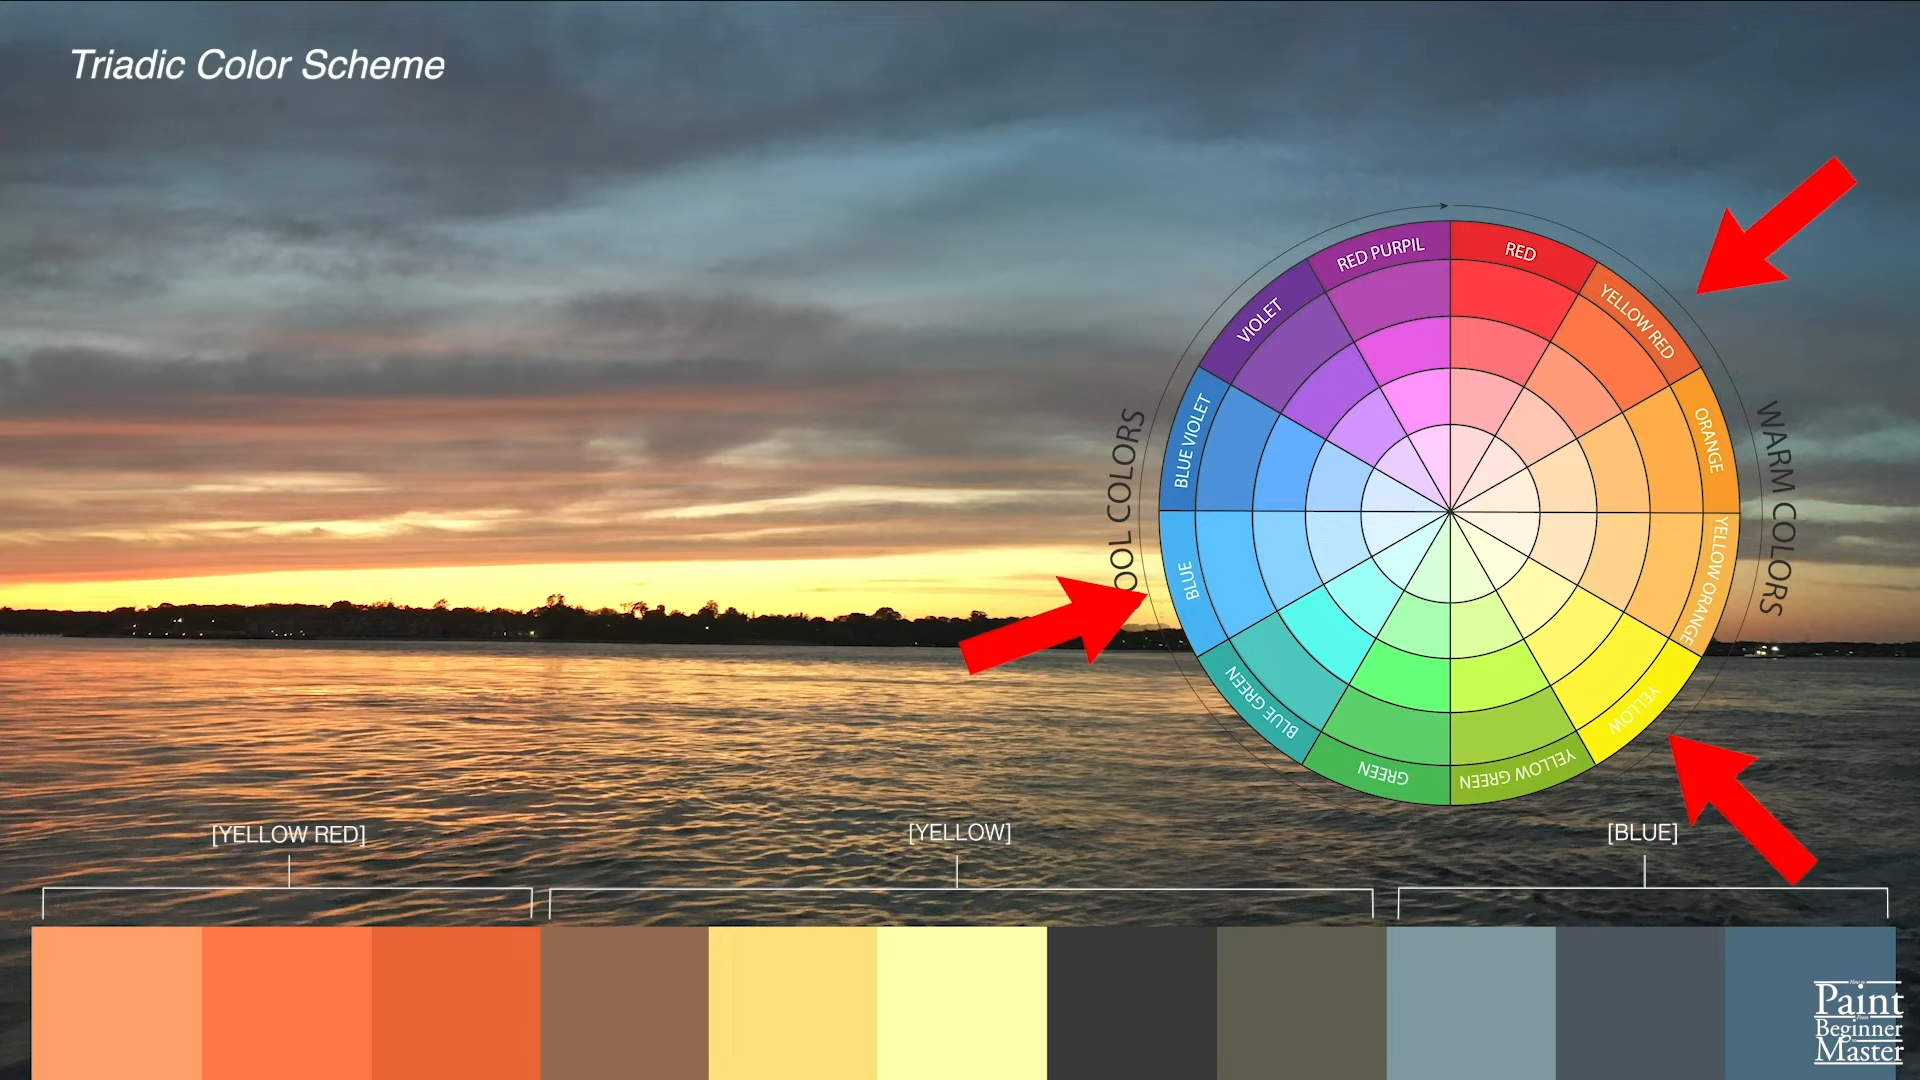 Triadic Color Scheme
RED PURPIL
RED
VIOLET
YELLOW RED
BLUE VIOLET
ORANGE
OOL COLORS
WARM COLORS
BLUE
YELLOW ORANGE
BLUE GREEN
YELLOW
GREEN
YELLOW GREEN
[YELLOW RED]
[YELLOW]
[BLUE]
Paint
Beginner
Master